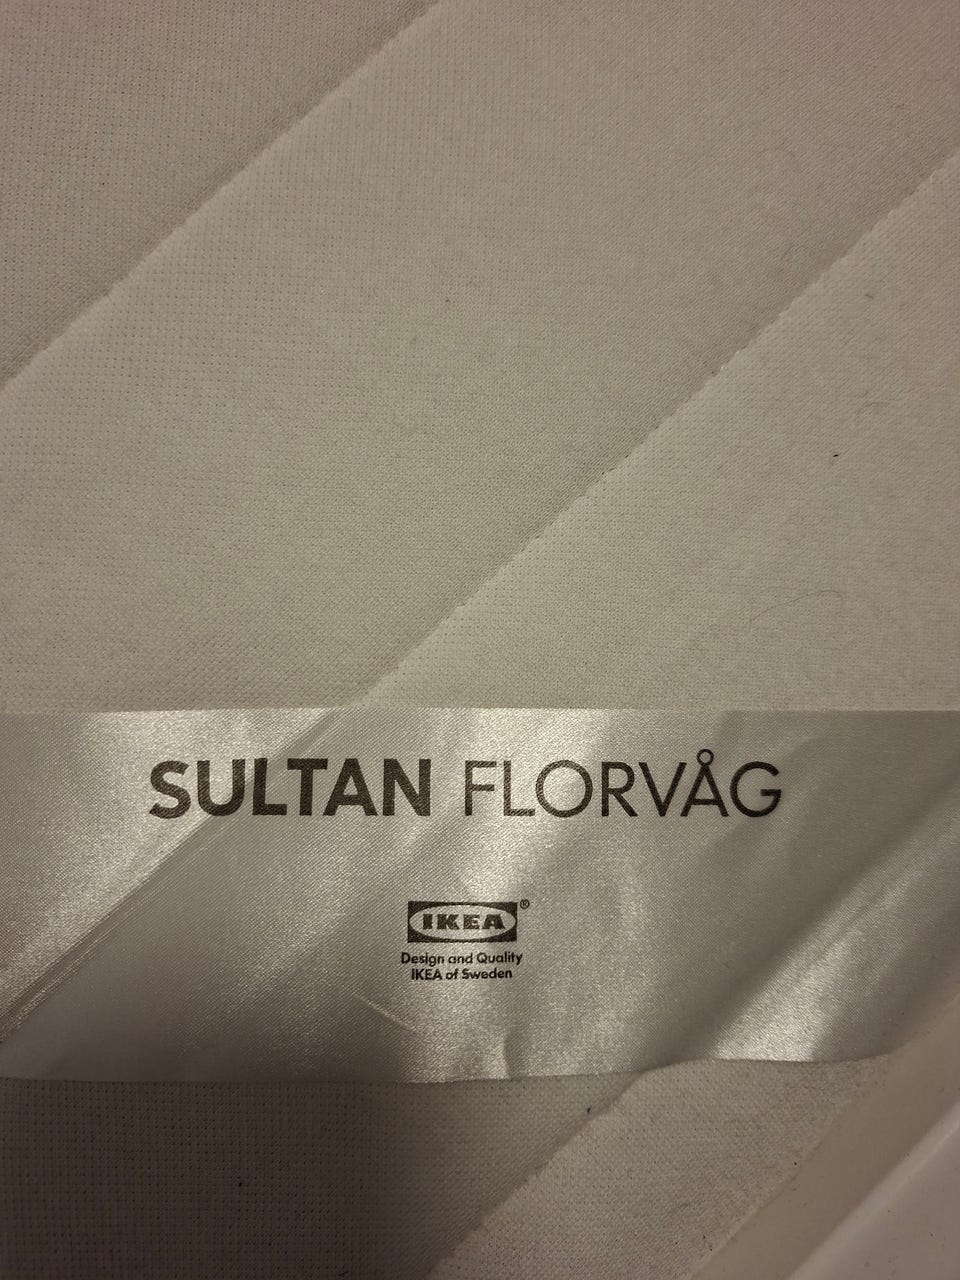 SULTAN FLORVÅG
IKEA®
Design and Quality
IKEA of Sweden